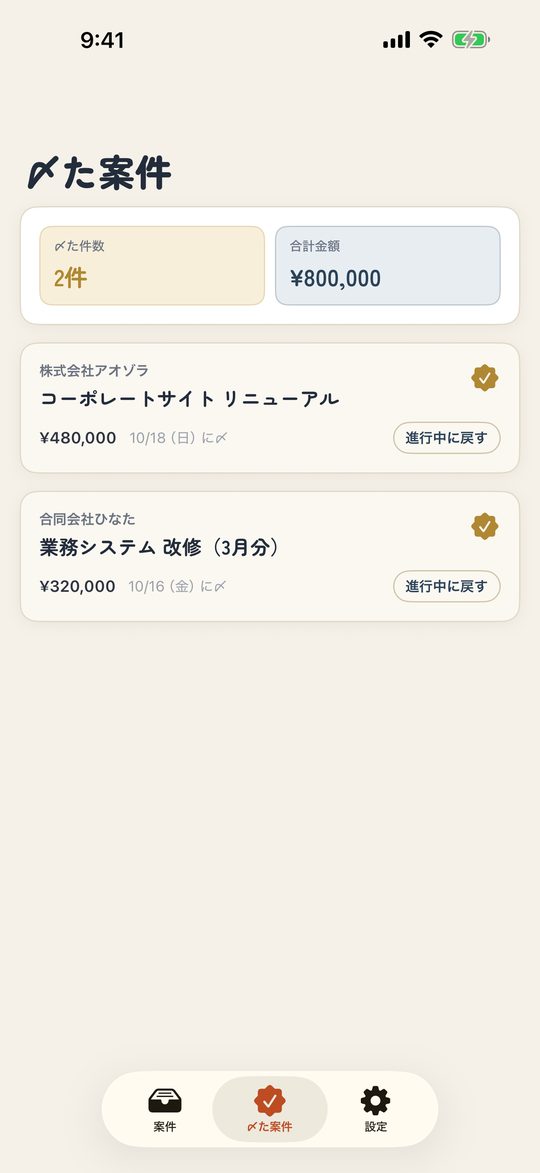 9:41
〆た案件
〆た件数
2件
合計金額
¥800,000
株式会社アオゾラ
コーポレートサイト リニューアル
¥480,000 10/18（日）に〆
進行中に戻す
合同会社ひなた
業務システム 改修（3月分）
¥320,000 10/16（金）に〆
進行中に戻す
案件
〆た案件
設定